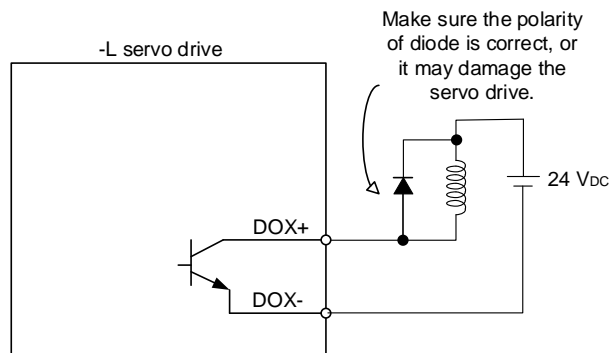 Make sure the polarity
of diode is correct, or
it may damage the
servo drive.
-L servo drive
24 VDC
DOX+
DOX-